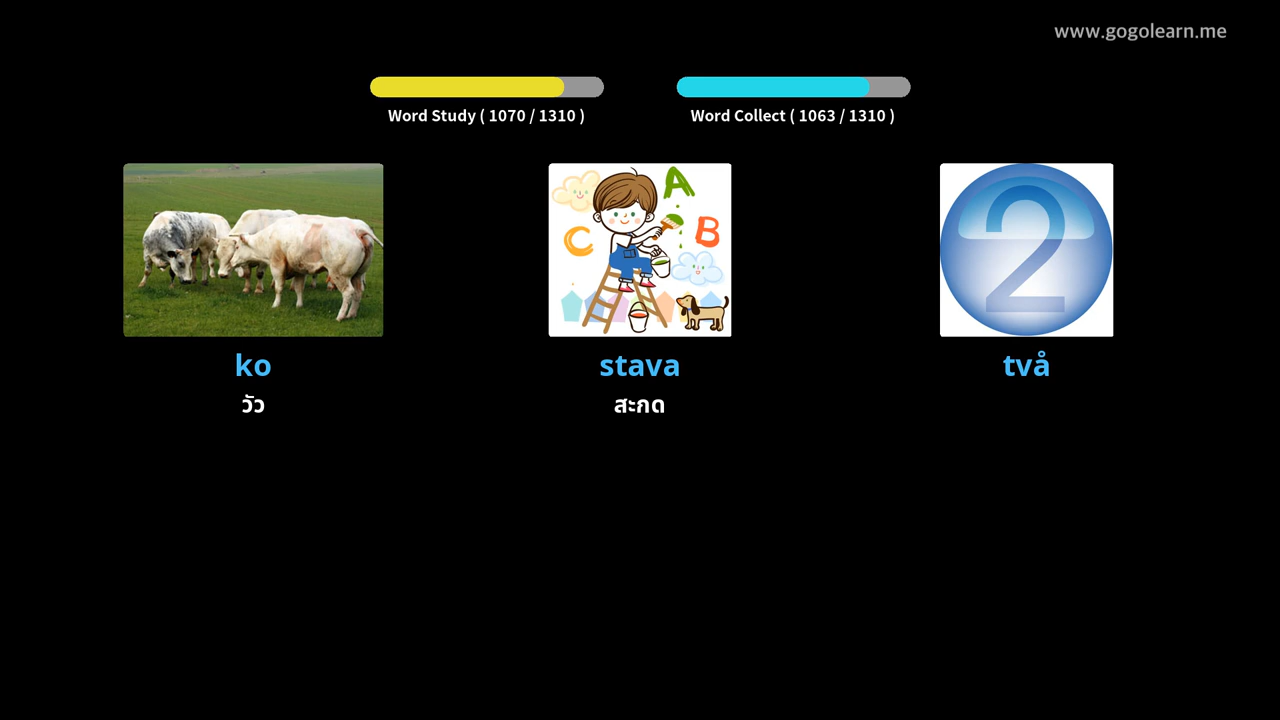 www.gogolearn.me
Word Study ( 1070 / 1310 )
Word Collect ( 1063 / 1310 )
A
B
C
2
ko
stava
två
วัว
สะกด